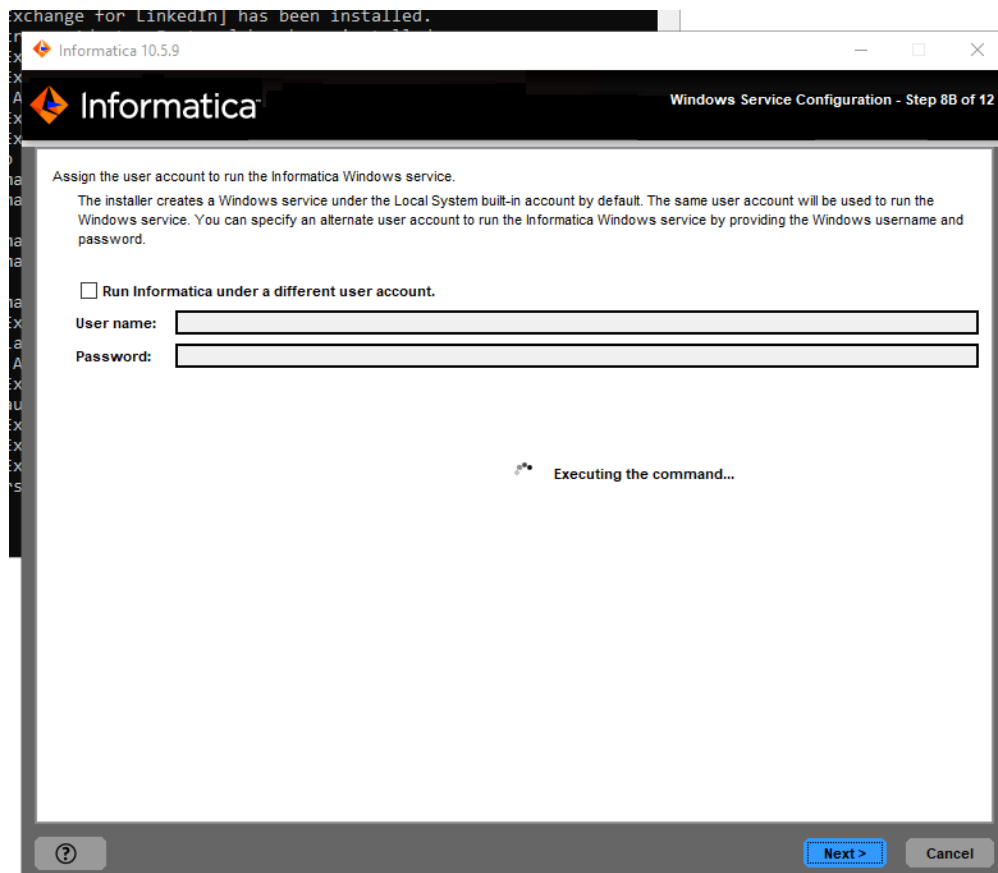 xchange for LinkedIn] has been installed.
Informatica 10.5.9
Informatica
Windows Service Configuration - Step 8B of 12
Assign the user account to run the Informatica Windows service.
The installer creates a Windows service under the Local System built-in account by default. The same user account will be used to run the
Windows service. You can specify an alternate user account to run the Informatica Windows service by providing the Windows username and
password.
Run Informatica under a different user account.
User name:
Password:
Executing the command...
Next >
Cancel